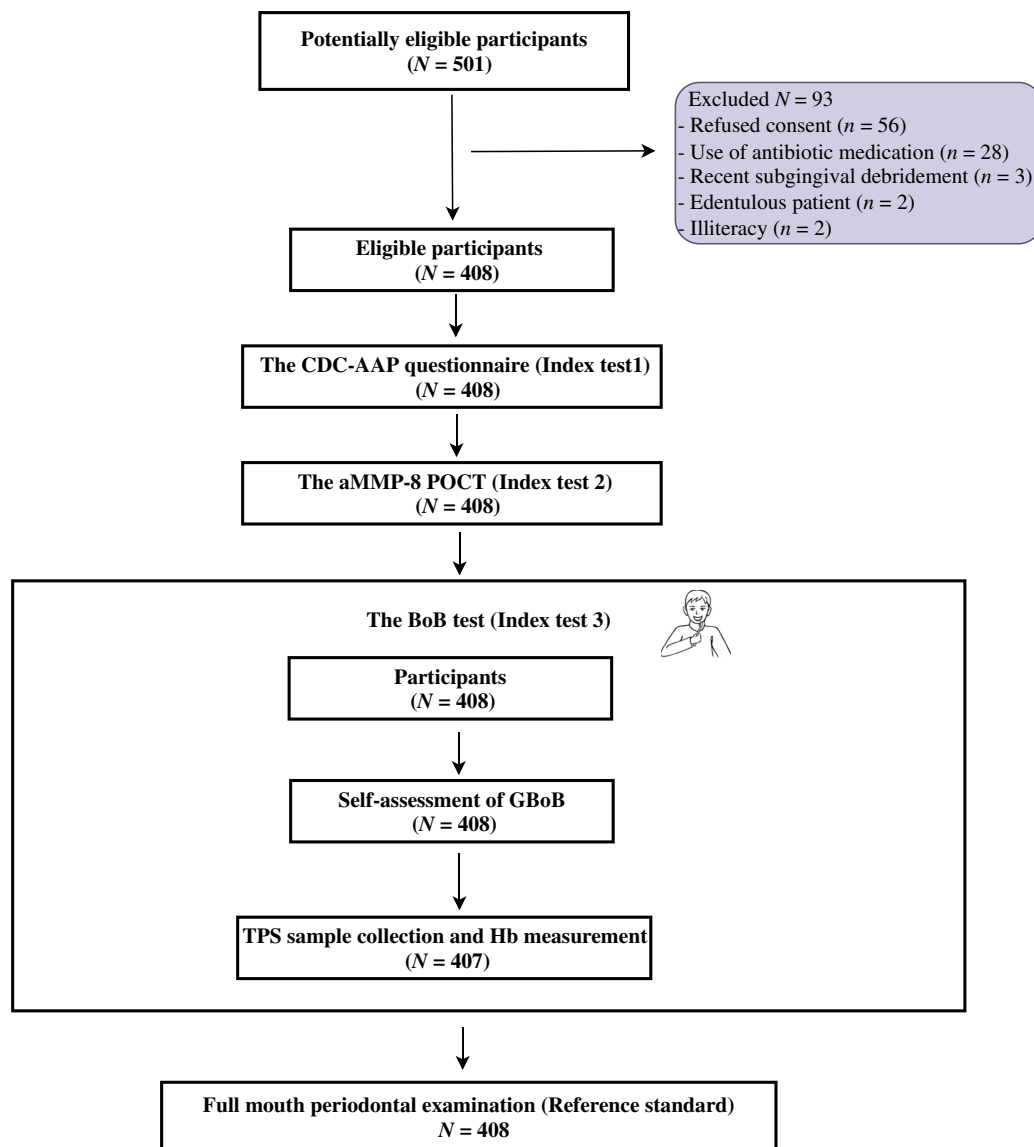 Potentially eligible participants
(N = 501)
Excluded N = 93
- Refused consent (n = 56)
- Use of antibiotic medication (n = 28)
- Recent subgingival debridement (n = 3)
- Edentulous patient (n = 2)
- Illiteracy (n = 2)
Eligible participants
(N = 408)
The CDC-AAP questionnaire (Index test1)
(N = 408)
The aMMP-8 POCT (Index test 2)
(N = 408)
The BoB test (Index test 3)
Participants
(N = 408)
Self-assessment of GBoB
(N = 408)
TPS sample collection and Hb measurement
(N = 407)
Full mouth periodontal examination (Reference standard)
N = 408